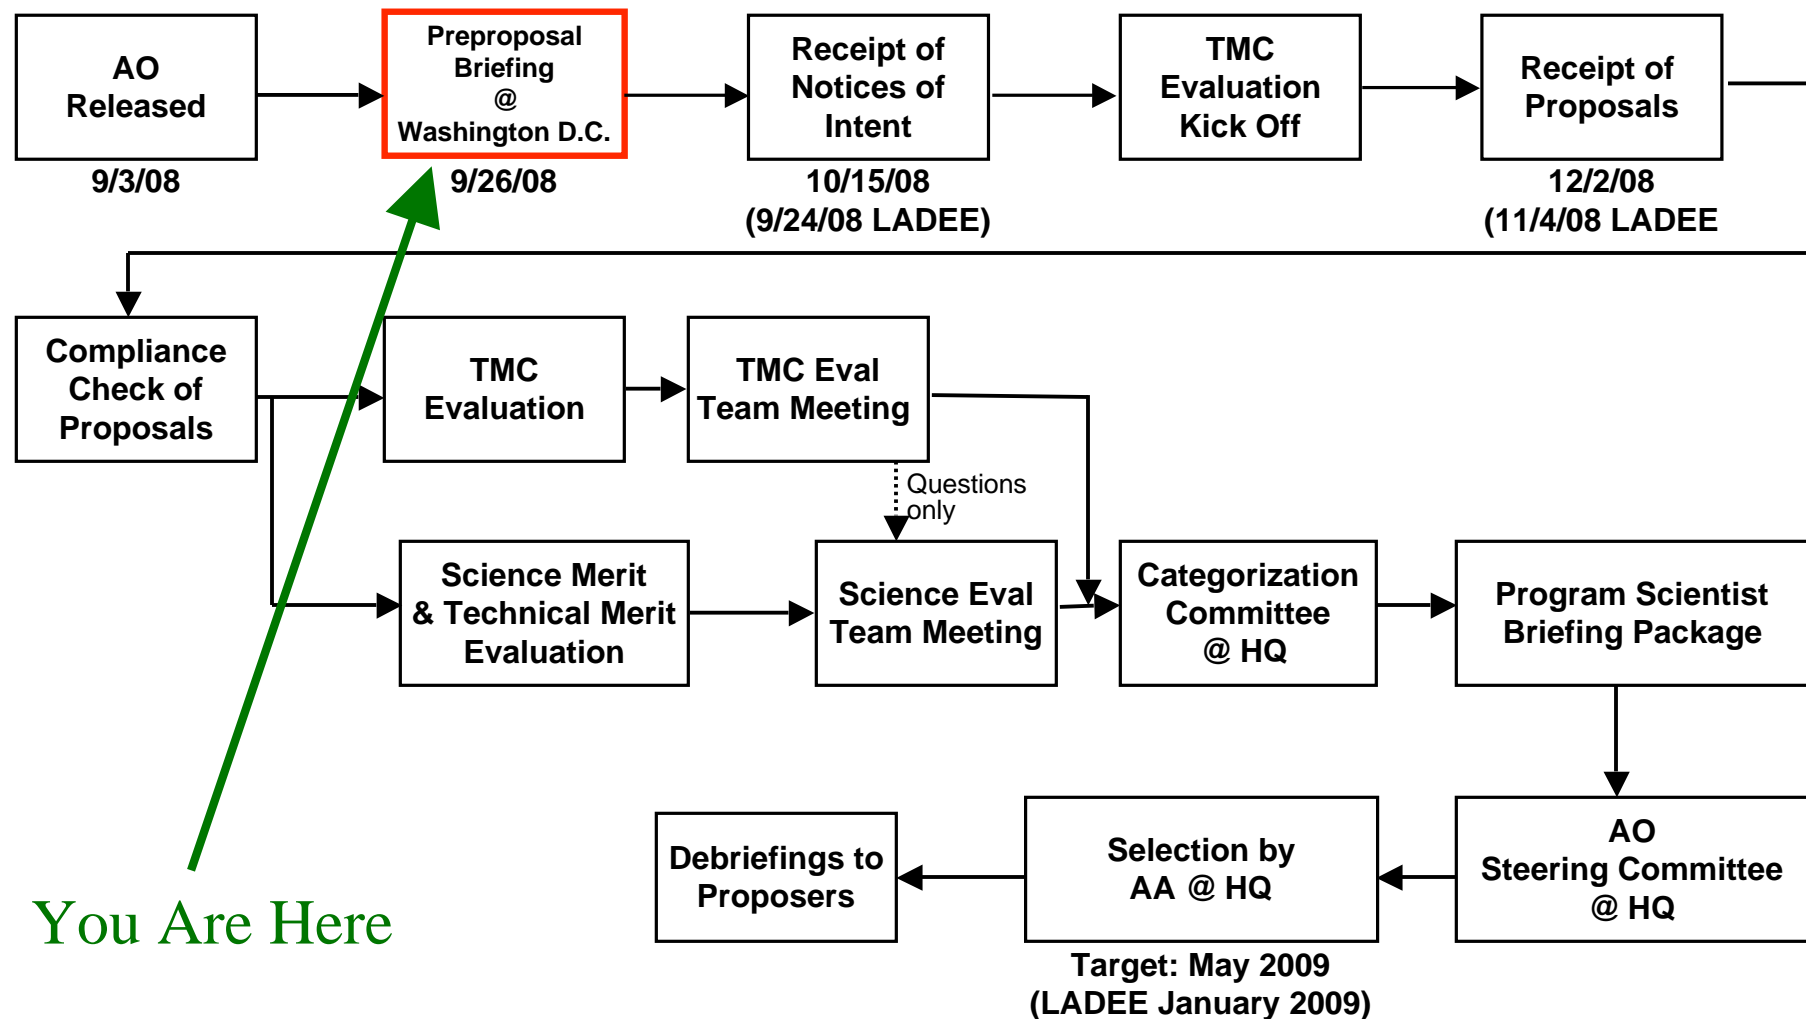 AO
Released
9/3/08
Preproposal
Briefing
@
Washington D.C.
9/26/08
Receipt of
Notices of
Intent
10/15/08
(9/24/08 LADEE)
TMC
Evaluation
Kick Off
Receipt of
Proposals
12/2/08
(11/4/08 LADEE
Compliance
Check of
Proposals
TMC
Evaluation
TMC Eval
Team Meeting
Questions
only
Science Merit
& Technical Merit
Evaluation
Science Eval
Team Meeting
Categorization
Committee
@ HQ
Program Scientist
Briefing Package
AO
Steering Committee
@ HQ
Selection by
AA @ HQ
Target: May 2009
(LADEE January 2009)
Debriefings to
Proposers
You Are Here